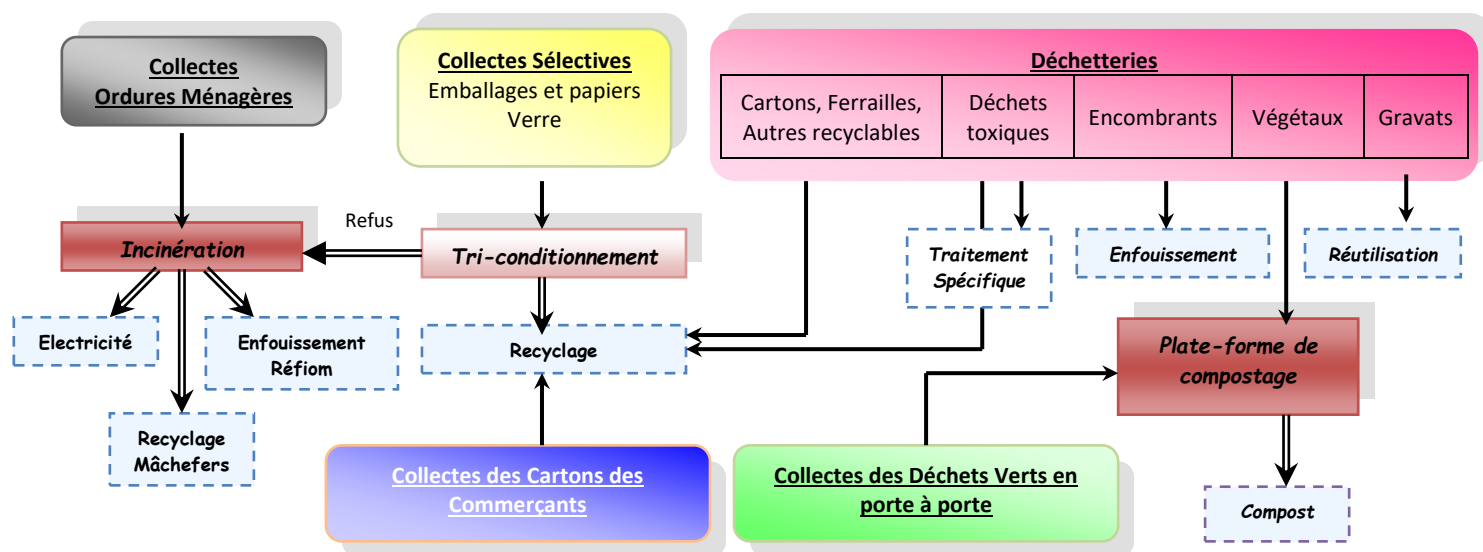 Collectes
Ordures Ménagères
Collectes Sélectives
Emballages et papiers
Verre
Déchetteries
Cartons, Ferrailles,
Autres recyclables
Déchets
toxiques
Encombrants
Végétaux
Gravats
Refus
Incinération
Tri-conditionnement
Traitement
Spécifique
Enfouissement
Réutilisation
Electricité
Enfouissement
Réfiom
Recyclage
Plate-forme de
compostage
Recyclage
Mâchefers
Collectes des Cartons des
Commerçants
Collectes des Déchets Verts en
porte à porte
Compost